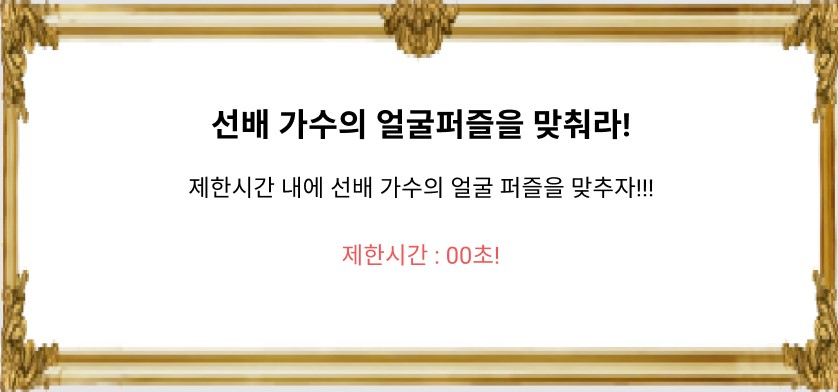 선배 가수의 얼굴퍼즐을 맞춰라!
제한시간 내에 선배 가수의 얼굴 퍼즐을 맞추자!!!
제한시간 : 00초!